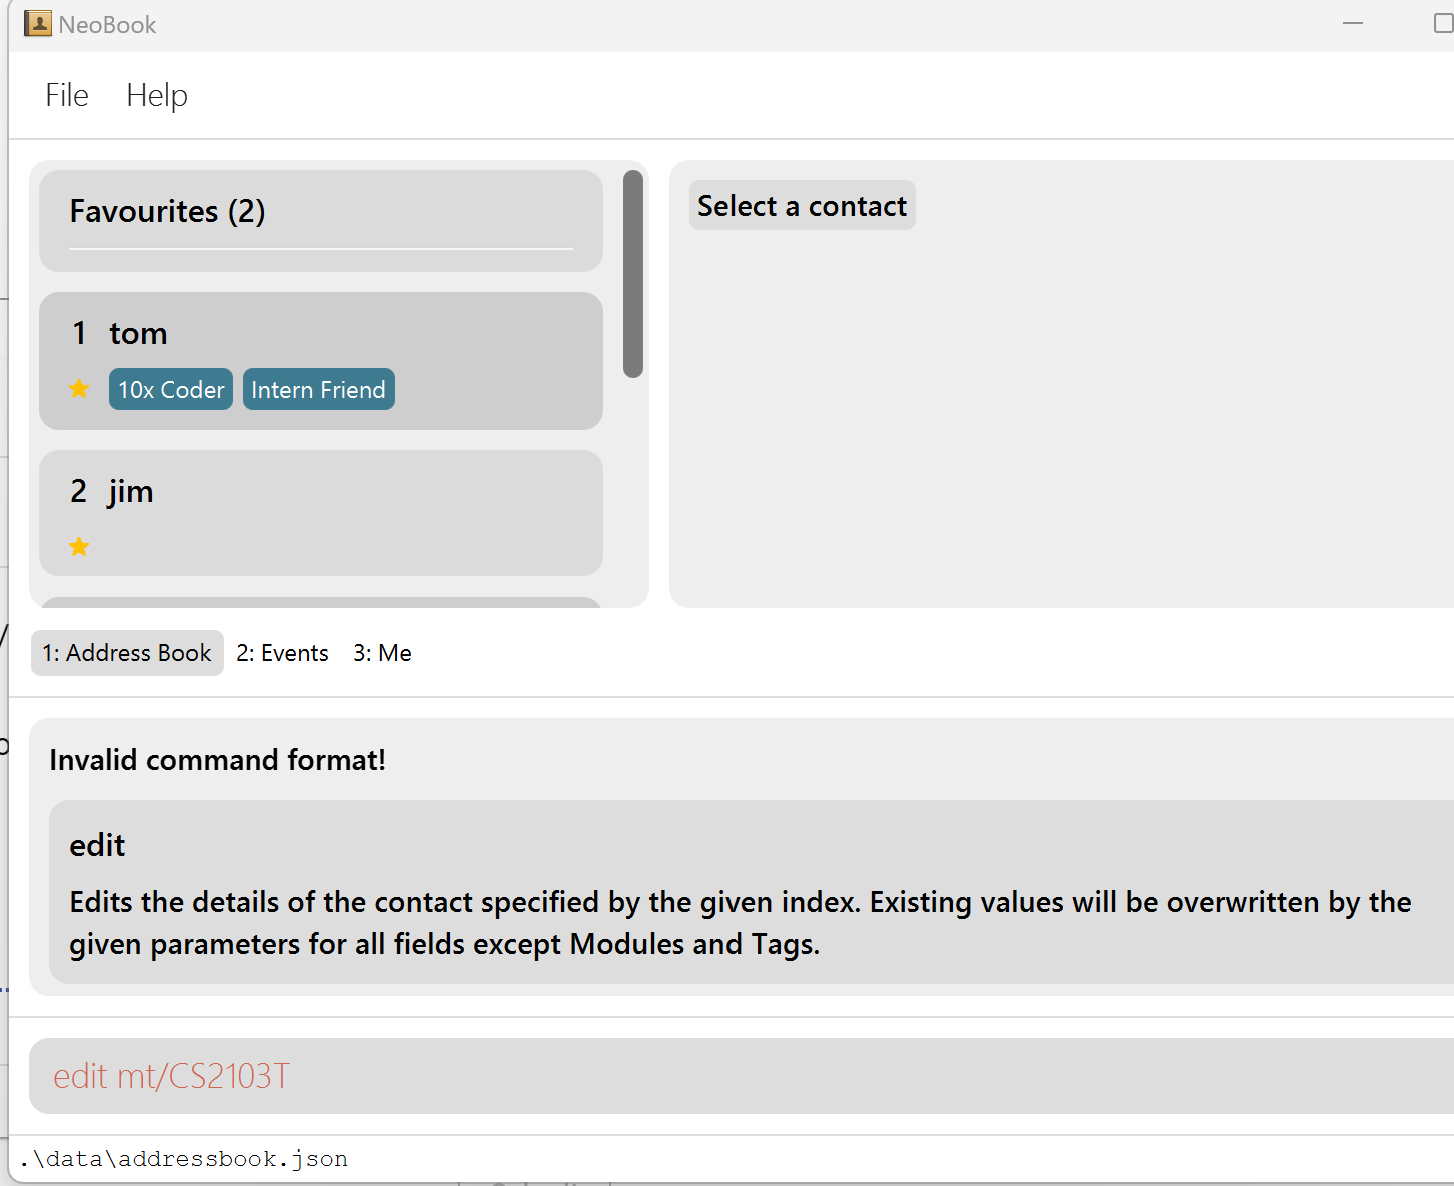 NeoBook
File Help
Favourites (2)
1 tom
10x Coder Intern Friend
2 jim
Select a contact
1: Address Book 2: Events 3: Me
Invalid command format!
edit
Edits the details of the contact specified by the given index. Existing values will be overwritten by the
given parameters for all fields except Modules and Tags.
edit mt/CS2103T
.\data\addressbook.json